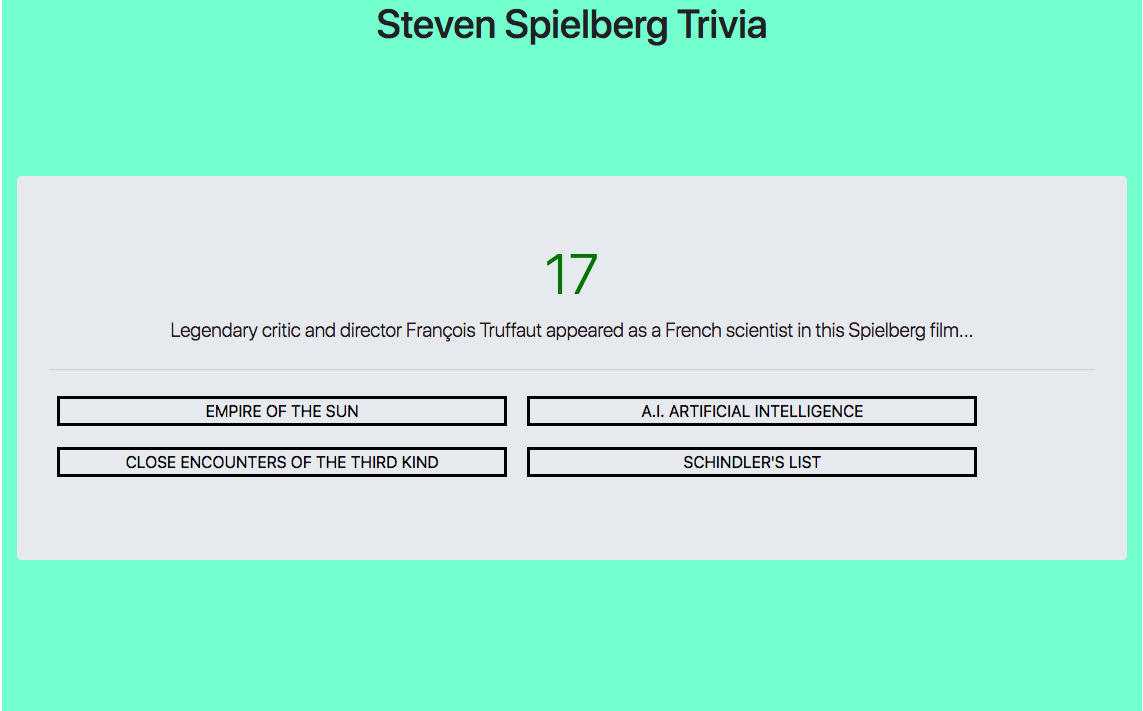 Steven Spielberg Trivia
17
Legendary critic and director François Truffaut appeared as a French scientist in this Spielberg film...
EMPIRE OF THE SUN
A.I. ARTIFICIAL INTELLIGENCE
CLOSE ENCOUNTERS OF THE THIRD KIND
SCHINDLER'S LIST